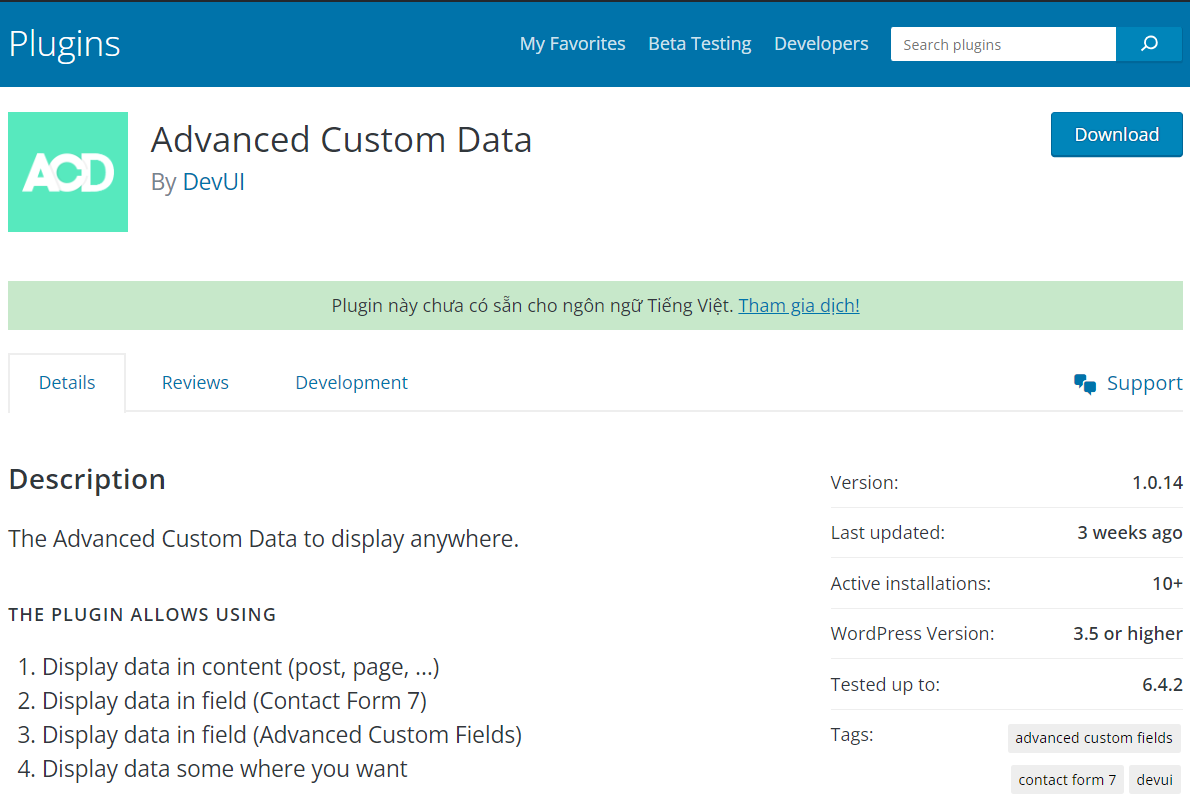 Plugins
My Favorites
Beta Testing
Developers
Search plugins
ACD
Advanced Custom Data
By DevUI
Download
Plugin này chưa có sẵn cho ngôn ngữ Tiếng Việt. Tham gia dịch!
Details
Reviews
Development
Support
Description
The Advanced Custom Data to display anywhere.
THE PLUGIN ALLOWS USING
1. Display data in content (post, page, ...)
2. Display data in field (Contact Form 7)
3. Display data in field (Advanced Custom Fields)
4. Display data some where you want
Version: 1.0.14
Last updated: 3 weeks ago
Active installations: 10+
WordPress Version: 3.5 or higher
Tested up to: 6.4.2
Tags: advanced custom fields
contact form 7 devui